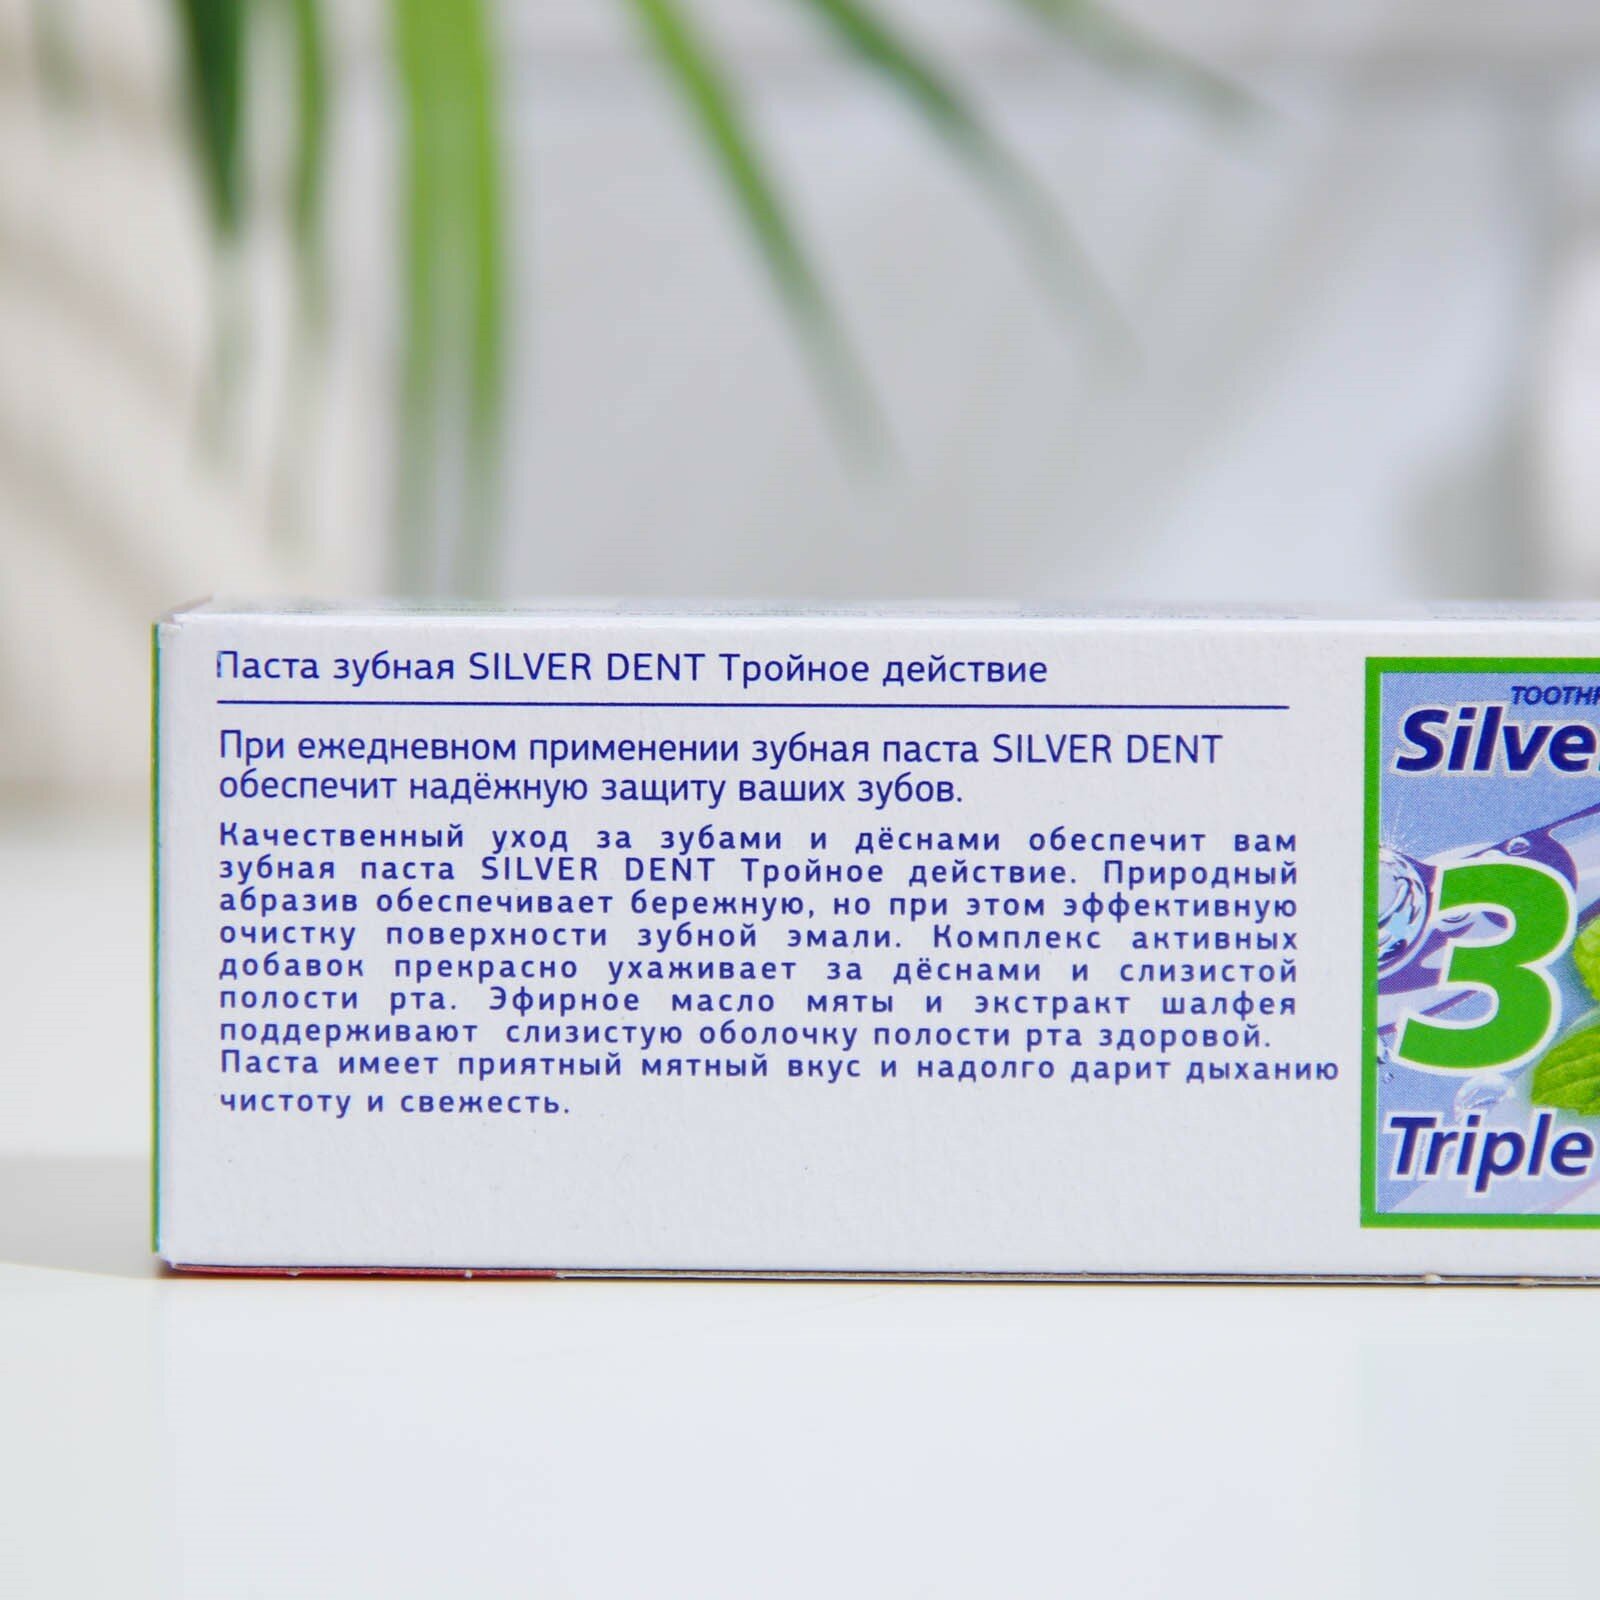 Паста зубная SILVER DENT Тройное действие
При ежедневном применении зубная паста SILVER DENT
обеспечит надёжную защиту ваших зубов.
Качественный уход за зубами и дёснами обеспечит вам
зубная паста SILVER DENT Тройное действие. Природный
абразив обеспечивает бережную, но при этом эффективную
очистку поверхности зубной эмали. Комплекс активных
добавок прекрасно ухаживает за дёснами и слизистой
полости рта. Эфирное масло мяты и экстракт шалфея
поддерживают слизистую оболочку полости рта здоровой.
Паста имеет приятный мятный вкус и надолго дарит дыханию
чистоту и свежесть.
Silve
3
Triple